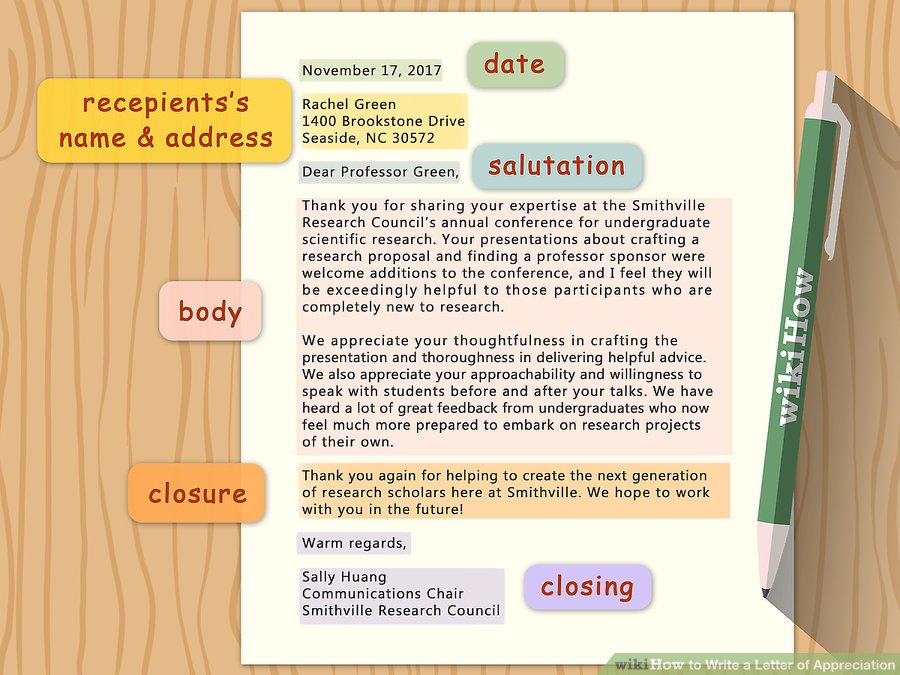 date
November 17, 2017
recepients's
name & address
Rachel Green
1400 Brookstone Drive
Seaside, NC 30572
salutation
Dear Professor Green,
body
Thank you for sharing your expertise at the Smithville
Research Council's annual conference for undergraduate
scientific research. Your presentations about crafting a
research proposal and finding a professor sponsor were
welcome additions to the conference, and I feel they will
be exceedingly helpful to those participants who are
completely new to research.
We appreciate your thoughtfulness in crafting the
presentation and thoroughness in delivering helpful advice.
We also appreciate your approachability and willingness to
speak with students before and after your talks. We have
heard a lot of great feedback from undergraduates who now
feel much more prepared to embark on research projects
of their own.
closure
Thank you again for helping to create the next generation
of research scholars here at Smithville. We hope to work
with you in the future!
Warm regards,
closing
Sally Huang
Communications Chair
Smithville Research Council
wikiHow
wikiHow to Write a Letter of Appreciation